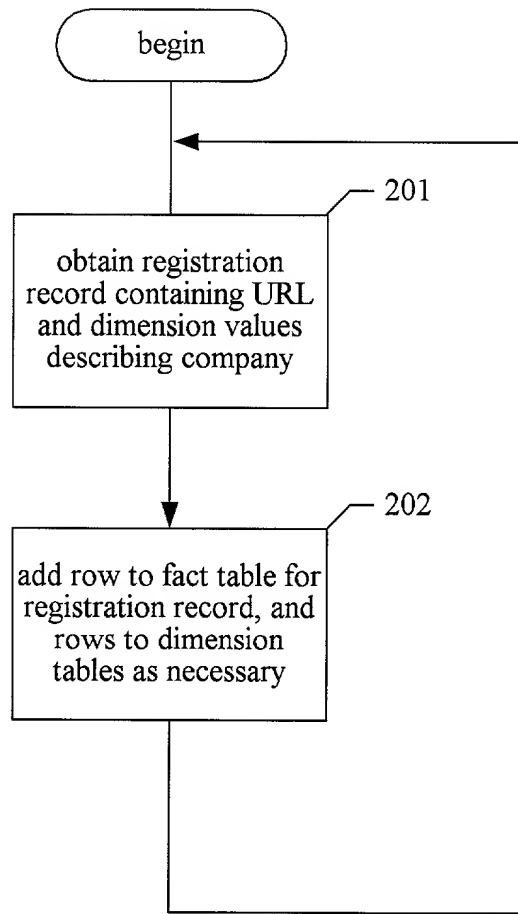 begin
201
obtain registration
record containing URL
and dimension values
describing company
202
add row to fact table for
registration record, and
rows to dimension
tables as necessary